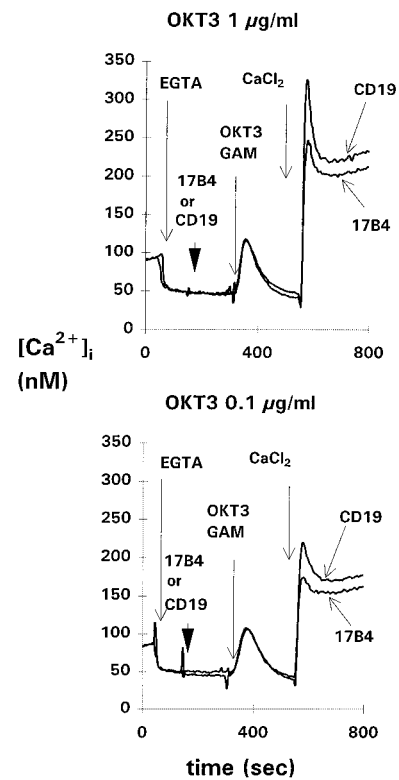 OKT3 1 µg/ml
350
300
250
200
150
100
50
0
EGTA
CaCl₂
CD19
OKT3
GAM
17B4
or
CD19
17B4
0
400
800
[Ca²⁺]ᵢ
(nM)
OKT3 0.1 µg/ml
350
300
250
200
150
100
50
0
EGTA
CaCl₂
OKT3
GAM
CD19
17B4
or
CD19
17B4
0
400
800
time (sec)